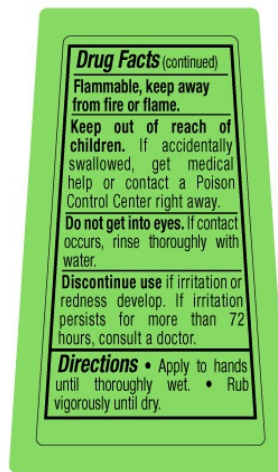 Drug Facts (continued)
Flammable, keep away
from fire or flame.
Keep out of reach of
children. If accidentally
swallowed, get medical
help or contact a Poison
Control Center right away.
Do not get into eyes. If contact
occurs, rinse thoroughly with
water.
Discontinue use if irritation or
redness develop. If irritation
persists for more than 72
hours, consult a doctor.
Directions • Apply to hands
until thoroughly wet. • Rub
vigorously until dry.